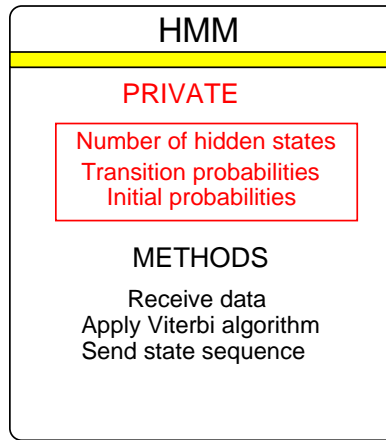 HMM
PRIVATE
Number of hidden states
Transition probabilities
Initial probabilities
METHODS
Receive data
Apply Viterbi algorithm
Send state sequence